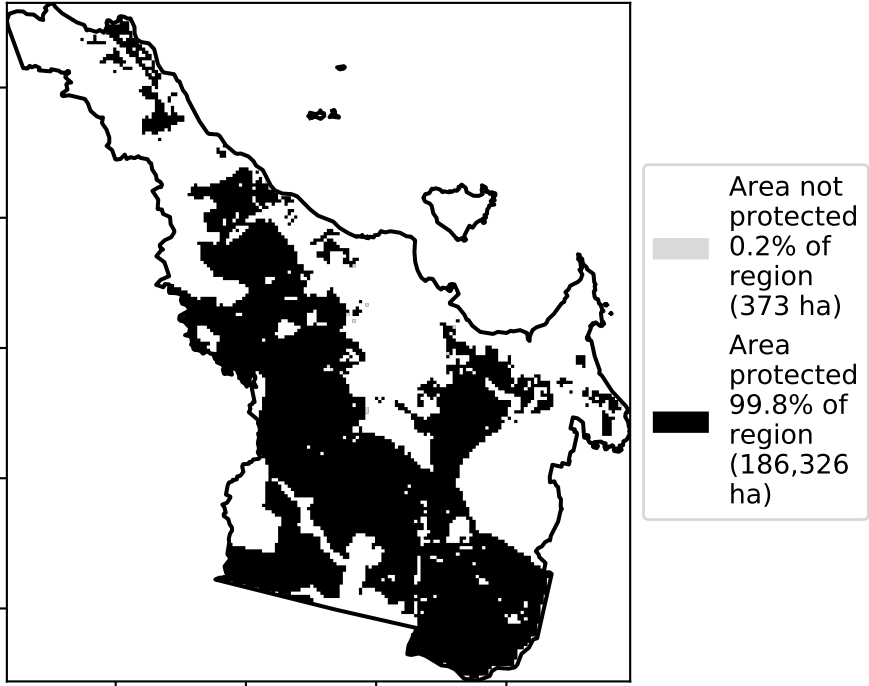 Area not
protected
0.2% of
region
(373 ha)
Area
protected
99.8% of
region
(186,326
ha)